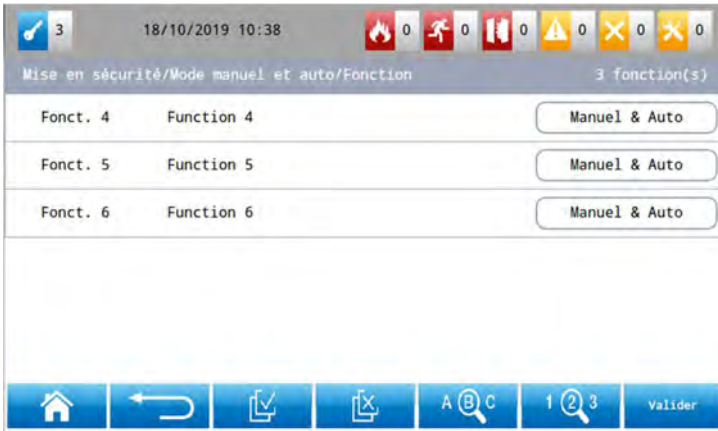 3 18/10/2019 10:38 0 0 0 0 0 0
Mise en sécurité/Mode manuel et auto/Fonction 3 fonction(s)
Fonct. 4 Function 4 Manuel & Auto
Fonct. 5 Function 5 Manuel & Auto
Fonct. 6 Function 6 Manuel & Auto
A B C 1 2 3 Valider